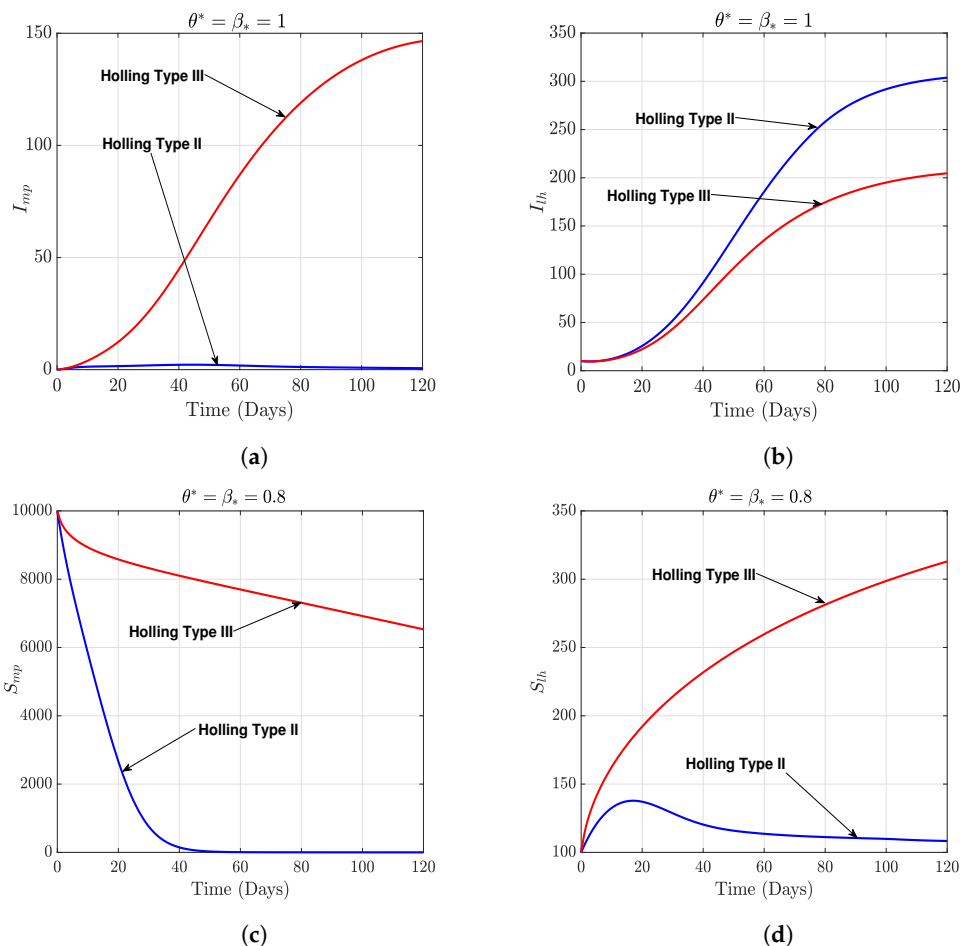 θ* = β* = 1
150
100
50
0
I_mp
Holling Type III
Holling Type II
0 20 40 60 80 100 120
Time (Days)
(a)
θ* = β* = 1
350
300
250
200
150
100
50
0
I_lh
Holling Type II
Holling Type III
0 20 40 60 80 100 120
Time (Days)
(b)
θ* = β* = 0.8
10000
8000
6000
4000
2000
0
S_mp
Holling Type III
Holling Type II
0 20 40 60 80 100 120
Time (Days)
(c)
θ* = β* = 0.8
350
300
250
200
150
100
S_lh
Holling Type III
Holling Type II
0 20 40 60 80 100 120
Time (Days)
(d)